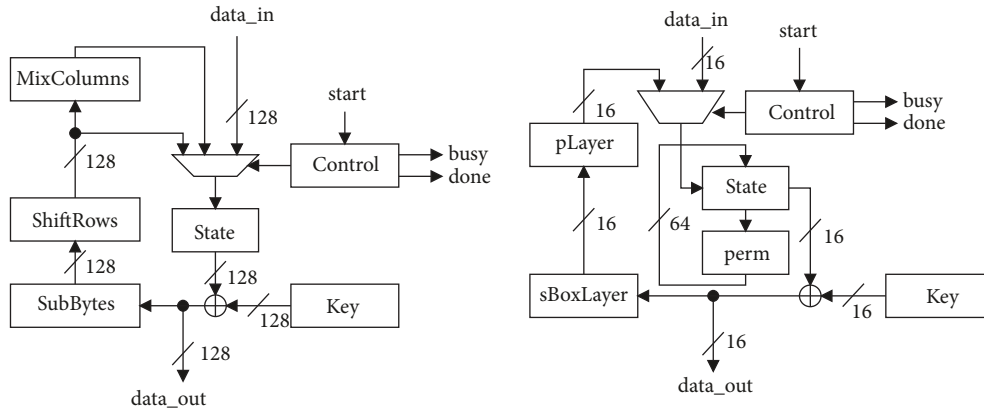 data_in
MixColumns
128
start
128
Control
busy
done
ShiftRows
State
128
128
SubBytes
128
Key
128
data_out
data_in
16
start
16
Control
busy
done
pLayer
State
16
64
16
perm
sBoxLayer
16
Key
16
data_out